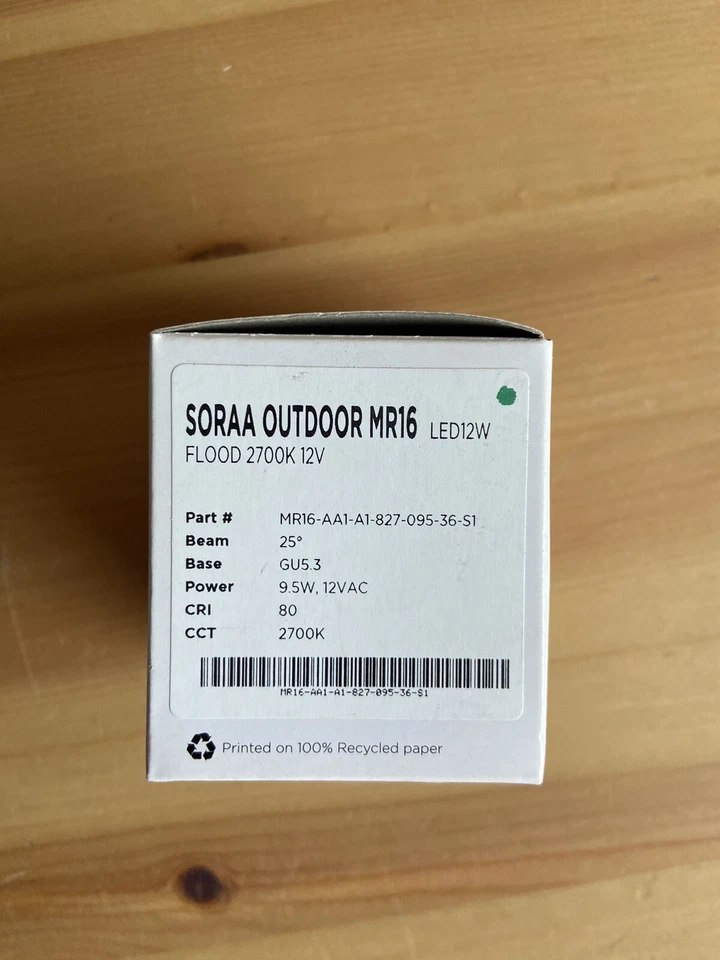 SORAA OUTDOOR MR16 LED12W
FLOOD 2700K 12V
Part # MR16-AA1-A1-827-095-36-S1
Beam 25°
Base GU5.3
Power 9.5W, 12VAC
CRI 80
CCT 2700K
MR16-AA1-A1-827-095-36-S1
Printed on 100% Recycled paper